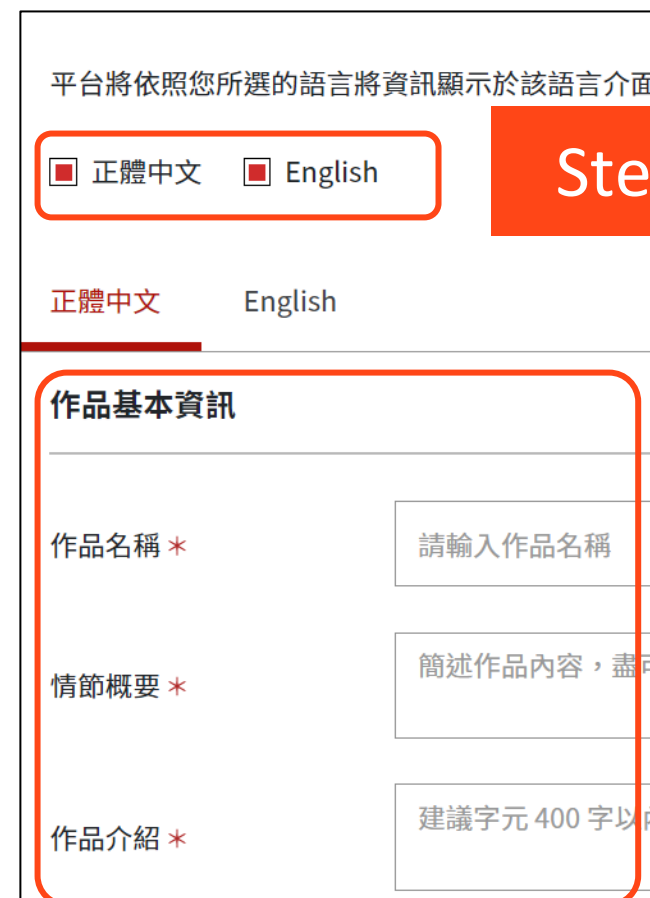 平台將依照您所選的語言將資訊顯示於該語言介面
正體中文 English
Ste
正體中文 English
作品基本資訊
作品名稱 * 請輸入作品名稱
情節概要 * 簡述作品內容，盡可
作品介紹 * 建議字元 400 字以內